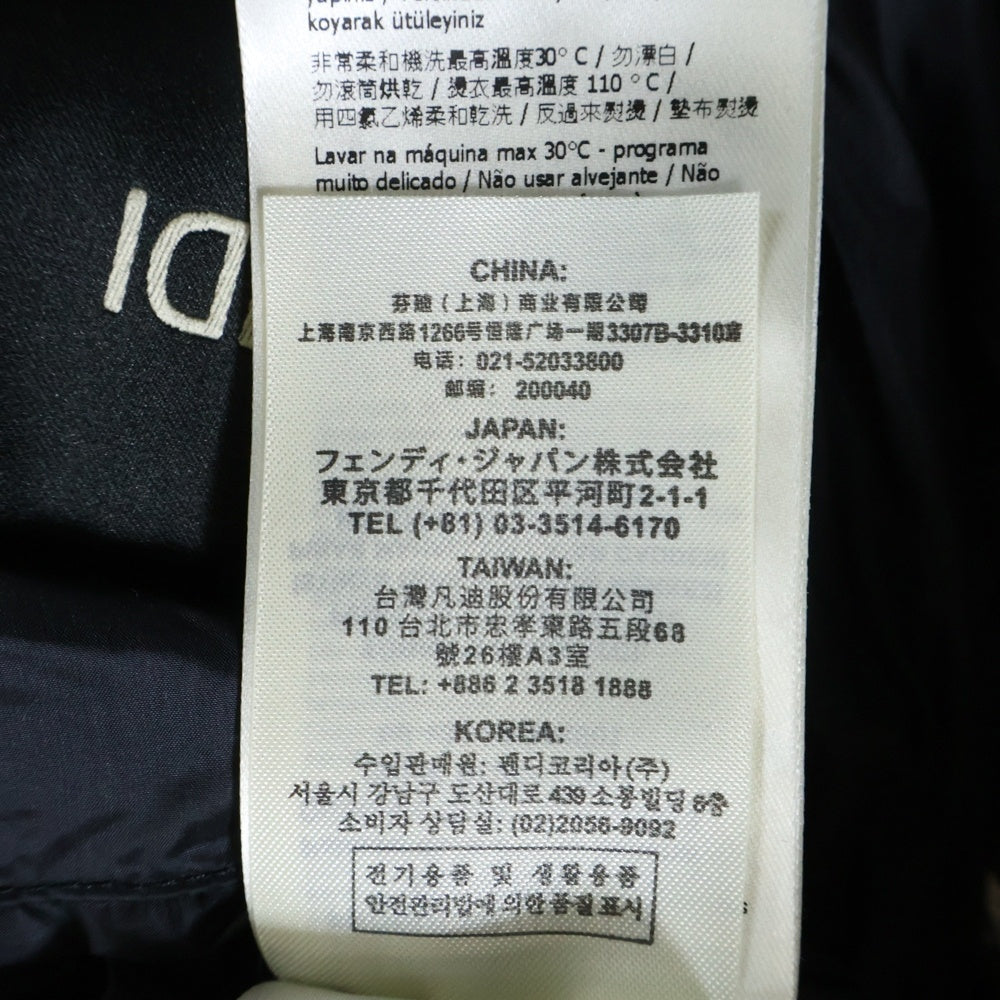 koyarak ütüleyiniz
非常柔和機洗最高溫度30° C / 勿漂白 /
勿滾筒烘乾 / 燙衣最高溫度 110 °C /
用四氯乙烯柔和乾洗 / 反過來熨燙 / 墊布熨燙
Lavar na máquina max 30°C - programa
muito delicado / Não usar alvejante / Não
DI
CHINA:
芬迪（上海）商业有限公司
上海南京西路1266号恒隆广场一期3307B-3310室
电话： 021-52033800
邮编： 200040
JAPAN:
フェンディ・ジャパン株式会社
東京都千代田区平河町2-1-1
TEL (+81) 03-3514-6170
TAIWAN:
台灣凡迪股份有限公司
110 台北市忠孝東路五段68
號26樓A3室
TEL: +886 2 3518 1888
KOREA:
수입판매원: 펜디코리아(주)
서울시 강남구 도산대로 439 소봉빌딩 6층
소비자 상담실: (02)2056-9092
전기용품 및 생활용품
안전관리법에 의한 품질표시